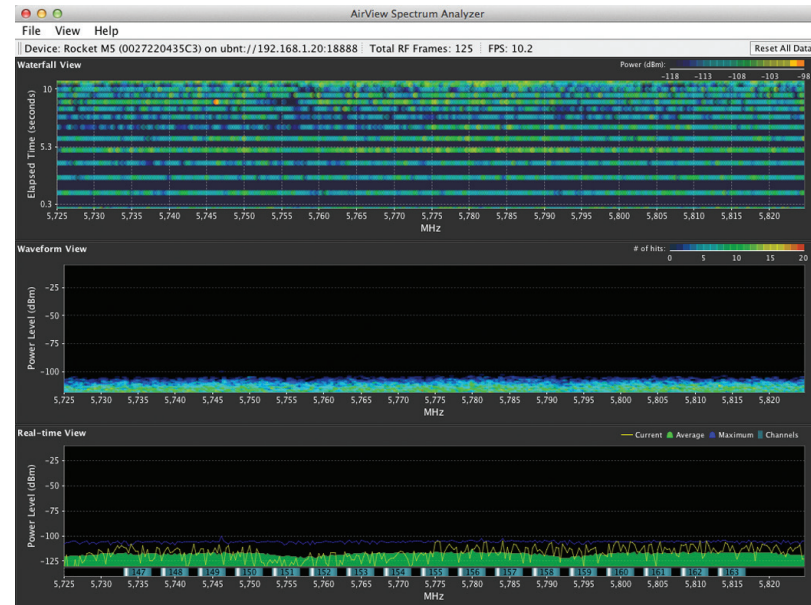 AirView Spectrum Analyzer
File View Help
Device: Rocket M5 (0027220435C3) on ubnt://192.168.1.20:18888 Total RF Frames: 125 FPS: 10.2 Reset All Data
Waterfall View Power (dBm):
-118 -113 -108 -103 -98
Elapsed Time (seconds)
10
5.3
0.3
5,725 5,730 5,735 5,740 5,745 5,750 5,755 5,760 5,765 5,770 5,775 5,780 5,785 5,790 5,795 5,800 5,805 5,810 5,815 5,820
MHz
Waveform View # of hits:
0 5 10 15 20
Power Level (dBm)
-25
-50
-75
-100
5,725 5,730 5,735 5,740 5,745 5,750 5,755 5,760 5,765 5,770 5,775 5,780 5,785 5,790 5,795 5,800 5,805 5,810 5,815 5,820
MHz
Real-time View Current Average Maximum Channels
Power Level (dBm)
-25
-50
-75
-100
-125
147 148 149 150 151 152 153 154 155 156 157 158 159 160 161 162 163
5,725 5,730 5,735 5,740 5,745 5,750 5,755 5,760 5,765 5,770 5,775 5,780 5,785 5,790 5,795 5,800 5,805 5,810 5,815 5,820
MHz